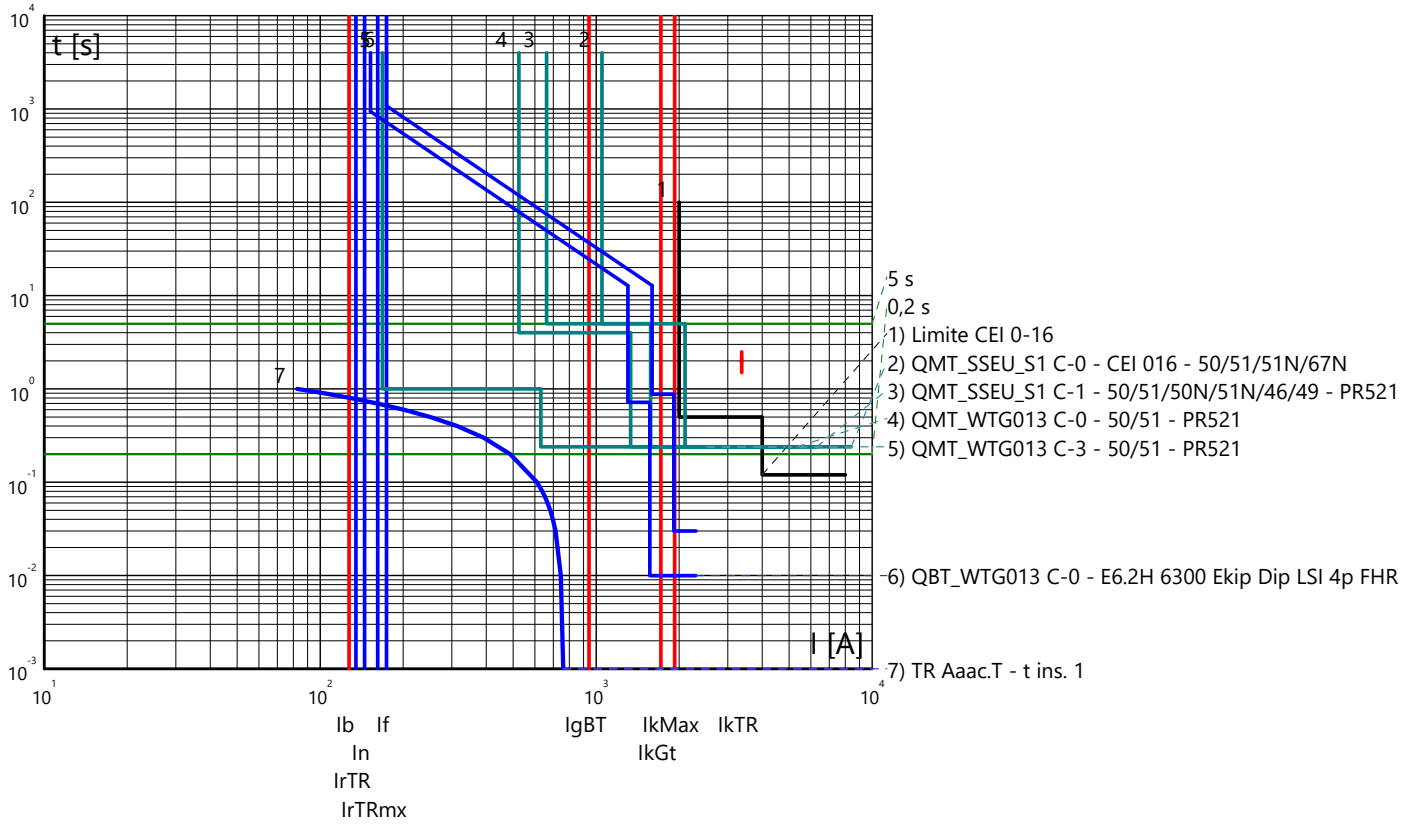 10^4
t [s]
5 6 4 3 2
10^3
10^2
1
10^1
5 s
0,2 s
1) Limite CEI 0-16
2) QMT_SSEU_S1 C-0 - CEI 016 - 50/51/51N/67N
7
10^0
3) QMT_SSEU_S1 C-1 - 50/51/50N/51N/46/49 - PR521
4) QMT_WTG013 C-0 - 50/51 - PR521
5) QMT_WTG013 C-3 - 50/51 - PR521
10^-1
10^-2
6) QBT_WTG013 C-0 - E6.2H 6300 Ekip Dip LSI 4p FHR
I [A]
10^-3
7) TR Aaac.T - t ins. 1
10^1 10^2 10^3 10^4
Ib If IgBT IkMax IkTR
In IkGt
IrTR
IrTRmx